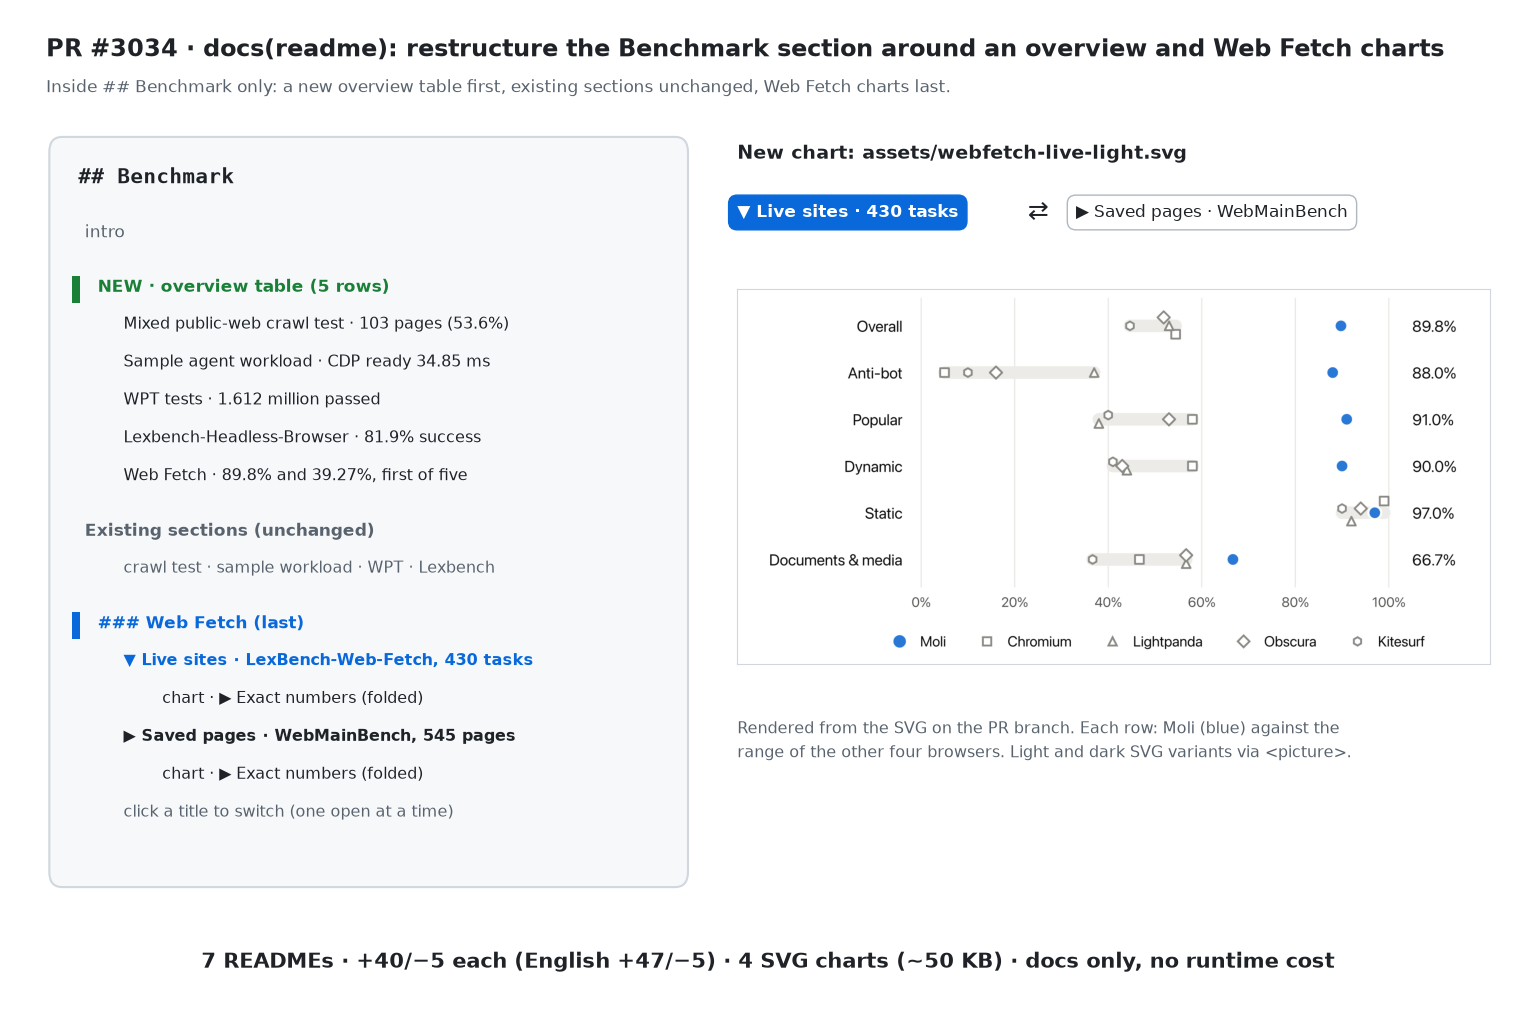 PR #3034 · docs(readme): restructure the Benchmark section around an overview and Web Fetch charts
Inside ## Benchmark only: a new overview table first, existing sections unchanged, Web Fetch charts last.
## Benchmark
intro
NEW · overview table (5 rows)
Mixed public-web crawl test · 103 pages (53.6%)
Sample agent workload · CDP ready 34.85 ms
WPT tests · 1.612 million passed
Lexbench-Headless-Browser · 81.9% success
Web Fetch · 89.8% and 39.27%, first of five
Existing sections (unchanged)
crawl test · sample workload · WPT · Lexbench
### Web Fetch (last)
▼ Live sites · LexBench-Web-Fetch, 430 tasks
chart · ▶ Exact numbers (folded)
▶ Saved pages · WebMainBench, 545 pages
chart · ▶ Exact numbers (folded)
click a title to switch (one open at a time)
New chart: assets/webfetch-live-light.svg
▼ Live sites · 430 tasks ⇄ ▶ Saved pages · WebMainBench
Overall 89.8%
Anti-bot 88.0%
Popular 91.0%
Dynamic 90.0%
Static 97.0%
Documents & media 66.7%
0% 20% 40% 60% 80% 100%
Moli Chromium Lightpanda Obscura Kitesurf
Rendered from the SVG on the PR branch. Each row: Moli (blue) against the
range of the other four browsers. Light and dark SVG variants via <picture>.
7 READMEs · +40/−5 each (English +47/−5) · 4 SVG charts (~50 KB) · docs only, no runtime cost